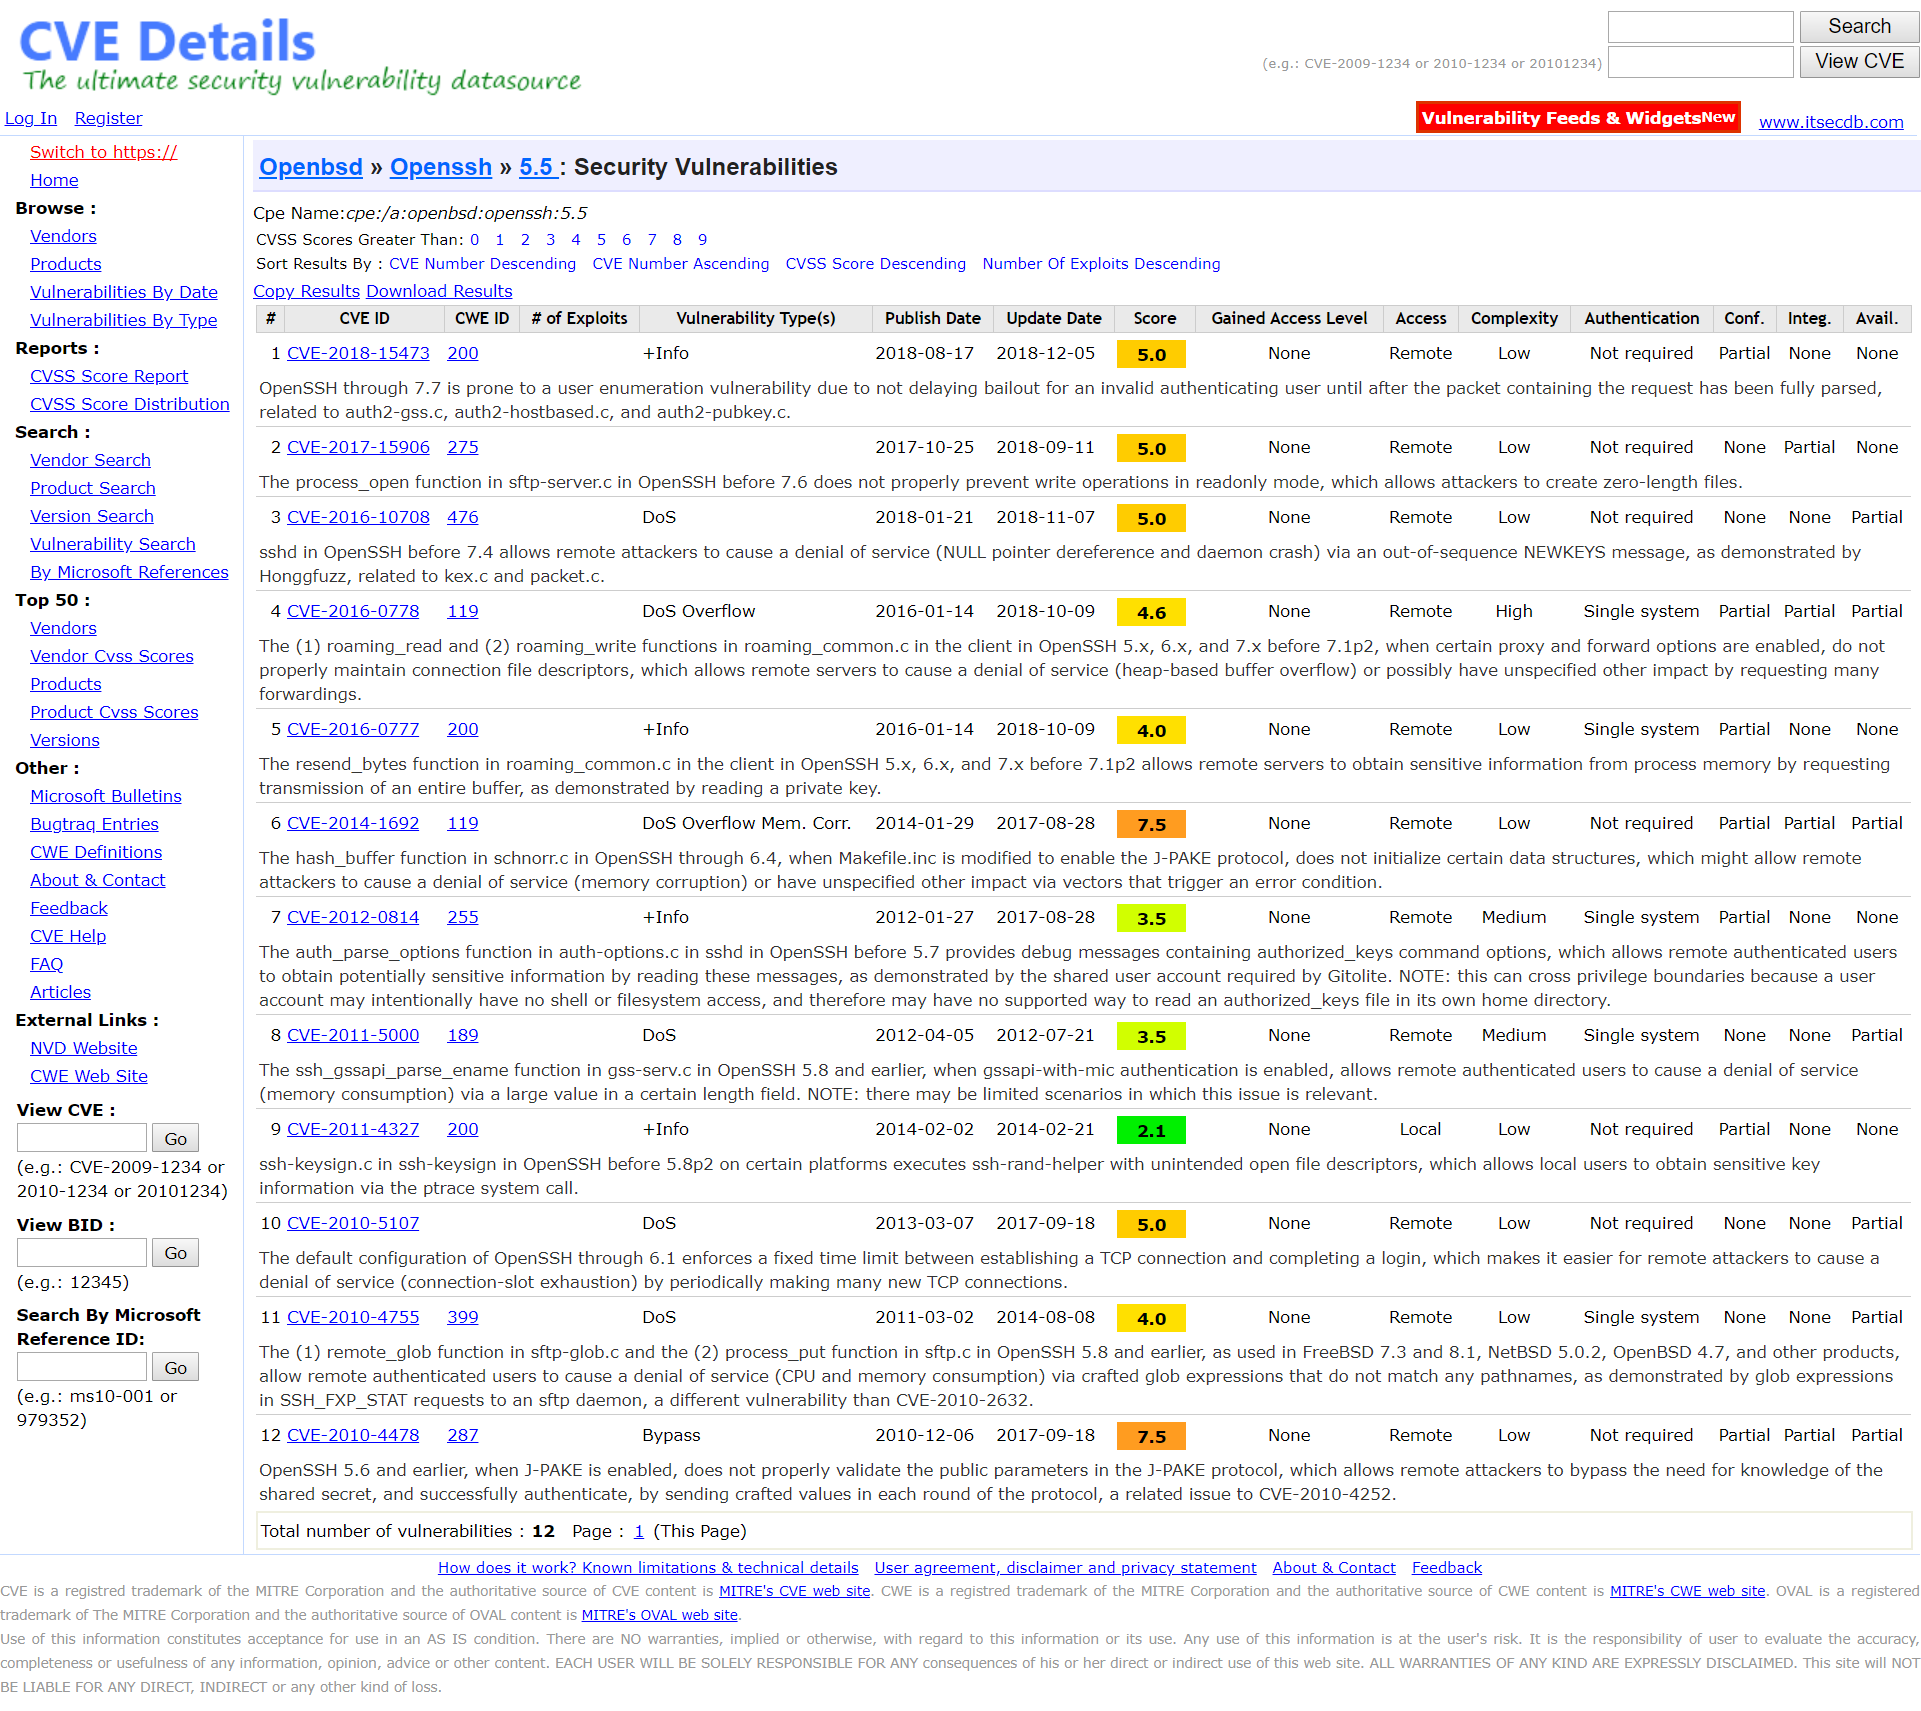 CVE Details
The ultimate security vulnerability datasource
Search
(e.g.: CVE-2009-1234 or 2010-1234 or 20101234) View CVE
Log In Register
Vulnerability Feeds & WidgetsNew www.itsecdb.com
Switch to https://
Home
Browse :
Vendors
Products
Vulnerabilities By Date
Vulnerabilities By Type
Reports :
CVSS Score Report
CVSS Score Distribution
Search :
Vendor Search
Product Search
Version Search
Vulnerability Search
By Microsoft References
Top 50 :
Vendors
Vendor Cvss Scores
Products
Product Cvss Scores
Versions
Other :
Microsoft Bulletins
Bugtraq Entries
CWE Definitions
About & Contact
Feedback
CVE Help
FAQ
Articles
External Links :
NVD Website
CWE Web Site
View CVE :
Go
(e.g.: CVE-2009-1234 or
2010-1234 or 20101234)
View BID :
Go
(e.g.: 12345)
Search By Microsoft
Reference ID:
Go
(e.g.: ms10-001 or
979352)
Openbsd » Openssh » 5.5 : Security Vulnerabilities
Cpe Name:cpe:/a:openbsd:openssh:5.5
CVSS Scores Greater Than: 0 1 2 3 4 5 6 7 8 9
Sort Results By : CVE Number Descending CVE Number Ascending CVSS Score Descending Number Of Exploits Descending
Copy Results Download Results
# CVE ID CWE ID # of Exploits Vulnerability Type(s) Publish Date Update Date Score Gained Access Level Access Complexity Authentication Conf. Integ. Avail.
1 CVE-2018-15473 200 +Info 2018-08-17 2018-12-05 5.0 None Remote Low Not required Partial None None
OpenSSH through 7.7 is prone to a user enumeration vulnerability due to not delaying bailout for an invalid authenticating user until after the packet containing the request has been fully parsed,
related to auth2-gss.c, auth2-hostbased.c, and auth2-pubkey.c.
2 CVE-2017-15906 275 2017-10-25 2018-09-11 5.0 None Remote Low Not required None Partial None
The process_open function in sftp-server.c in OpenSSH before 7.6 does not properly prevent write operations in readonly mode, which allows attackers to create zero-length files.
3 CVE-2016-10708 476 DoS 2018-01-21 2018-11-07 5.0 None Remote Low Not required None None Partial
sshd in OpenSSH before 7.4 allows remote attackers to cause a denial of service (NULL pointer dereference and daemon crash) via an out-of-sequence NEWKEYS message, as demonstrated by
Honggfuzz, related to kex.c and packet.c.
4 CVE-2016-0778 119 DoS Overflow 2016-01-14 2018-10-09 4.6 None Remote High Single system Partial Partial Partial
The (1) roaming_read and (2) roaming_write functions in roaming_common.c in the client in OpenSSH 5.x, 6.x, and 7.x before 7.1p2, when certain proxy and forward options are enabled, do not
properly maintain connection file descriptors, which allows remote servers to cause a denial of service (heap-based buffer overflow) or possibly have unspecified other impact by requesting many
forwardings.
5 CVE-2016-0777 200 +Info 2016-01-14 2018-10-09 4.0 None Remote Low Single system Partial None None
The resend_bytes function in roaming_common.c in the client in OpenSSH 5.x, 6.x, and 7.x before 7.1p2 allows remote servers to obtain sensitive information from process memory by requesting
transmission of an entire buffer, as demonstrated by reading a private key.
6 CVE-2014-1692 119 DoS Overflow Mem. Corr. 2014-01-29 2017-08-28 7.5 None Remote Low Not required Partial Partial Partial
The hash_buffer function in schnorr.c in OpenSSH through 6.4, when Makefile.inc is modified to enable the J-PAKE protocol, does not initialize certain data structures, which might allow remote
attackers to cause a denial of service (memory corruption) or have unspecified other impact via vectors that trigger an error condition.
7 CVE-2012-0814 255 +Info 2012-01-27 2017-08-28 3.5 None Remote Medium Single system Partial None None
The auth_parse_options function in auth-options.c in sshd in OpenSSH before 5.7 provides debug messages containing authorized_keys command options, which allows remote authenticated users
to obtain potentially sensitive information by reading these messages, as demonstrated by the shared user account required by Gitolite. NOTE: this can cross privilege boundaries because a user
account may intentionally have no shell or filesystem access, and therefore may have no supported way to read an authorized_keys file in its own home directory.
8 CVE-2011-5000 189 DoS 2012-04-05 2012-07-21 3.5 None Remote Medium Single system None None Partial
The ssh_gssapi_parse_ename function in gss-serv.c in OpenSSH 5.8 and earlier, when gssapi-with-mic authentication is enabled, allows remote authenticated users to cause a denial of service
(memory consumption) via a large value in a certain length field. NOTE: there may be limited scenarios in which this issue is relevant.
9 CVE-2011-4327 200 +Info 2014-02-02 2014-02-21 2.1 None Local Low Not required Partial None None
ssh-keysign.c in ssh-keysign in OpenSSH before 5.8p2 on certain platforms executes ssh-rand-helper with unintended open file descriptors, which allows local users to obtain sensitive key
information via the ptrace system call.
10 CVE-2010-5107 DoS 2013-03-07 2017-09-18 5.0 None Remote Low Not required None None Partial
The default configuration of OpenSSH through 6.1 enforces a fixed time limit between establishing a TCP connection and completing a login, which makes it easier for remote attackers to cause a
denial of service (connection-slot exhaustion) by periodically making many new TCP connections.
11 CVE-2010-4755 399 DoS 2011-03-02 2014-08-08 4.0 None Remote Low Single system None None Partial
The (1) remote_glob function in sftp-glob.c and the (2) process_put function in sftp.c in OpenSSH 5.8 and earlier, as used in FreeBSD 7.3 and 8.1, NetBSD 5.0.2, OpenBSD 4.7, and other products,
allow remote authenticated users to cause a denial of service (CPU and memory consumption) via crafted glob expressions that do not match any pathnames, as demonstrated by glob expressions
in SSH_FXP_STAT requests to an sftp daemon, a different vulnerability than CVE-2010-2632.
12 CVE-2010-4478 287 Bypass 2010-12-06 2017-09-18 7.5 None Remote Low Not required Partial Partial Partial
OpenSSH 5.6 and earlier, when J-PAKE is enabled, does not properly validate the public parameters in the J-PAKE protocol, which allows remote attackers to bypass the need for knowledge of the
shared secret, and successfully authenticate, by sending crafted values in each round of the protocol, a related issue to CVE-2010-4252.
Total number of vulnerabilities : 12 Page : 1 (This Page)
How does it work? Known limitations & technical details User agreement, disclaimer and privacy statement About & Contact Feedback
CVE is a registred trademark of the MITRE Corporation and the authoritative source of CVE content is MITRE's CVE web site. CWE is a registred trademark of the MITRE Corporation and the authoritative source of CWE content is MITRE's CWE web site. OVAL is a registered
trademark of The MITRE Corporation and the authoritative source of OVAL content is MITRE's OVAL web site.
Use of this information constitutes acceptance for use in an AS IS condition. There are NO warranties, implied or otherwise, with regard to this information or its use. Any use of this information is at the user's risk. It is the responsibility of user to evaluate the accuracy,
completeness or usefulness of any information, opinion, advice or other content. EACH USER WILL BE SOLELY RESPONSIBLE FOR ANY consequences of his or her direct or indirect use of this web site. ALL WARRANTIES OF ANY KIND ARE EXPRESSLY DISCLAIMED. This site will NOT
BE LIABLE FOR ANY DIRECT, INDIRECT or any other kind of loss.